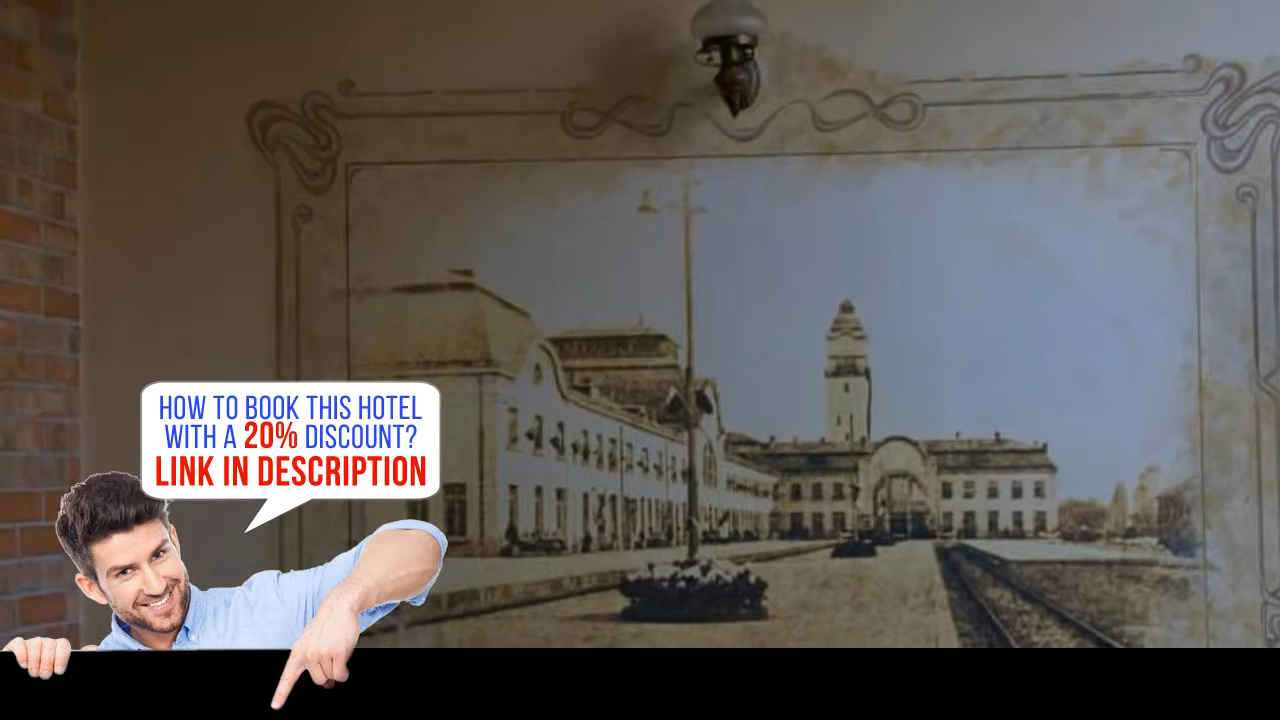 HOW TO BOOK THIS HOTEL
WITH A 20% DISCOUNT?
LINK IN DESCRIPTION